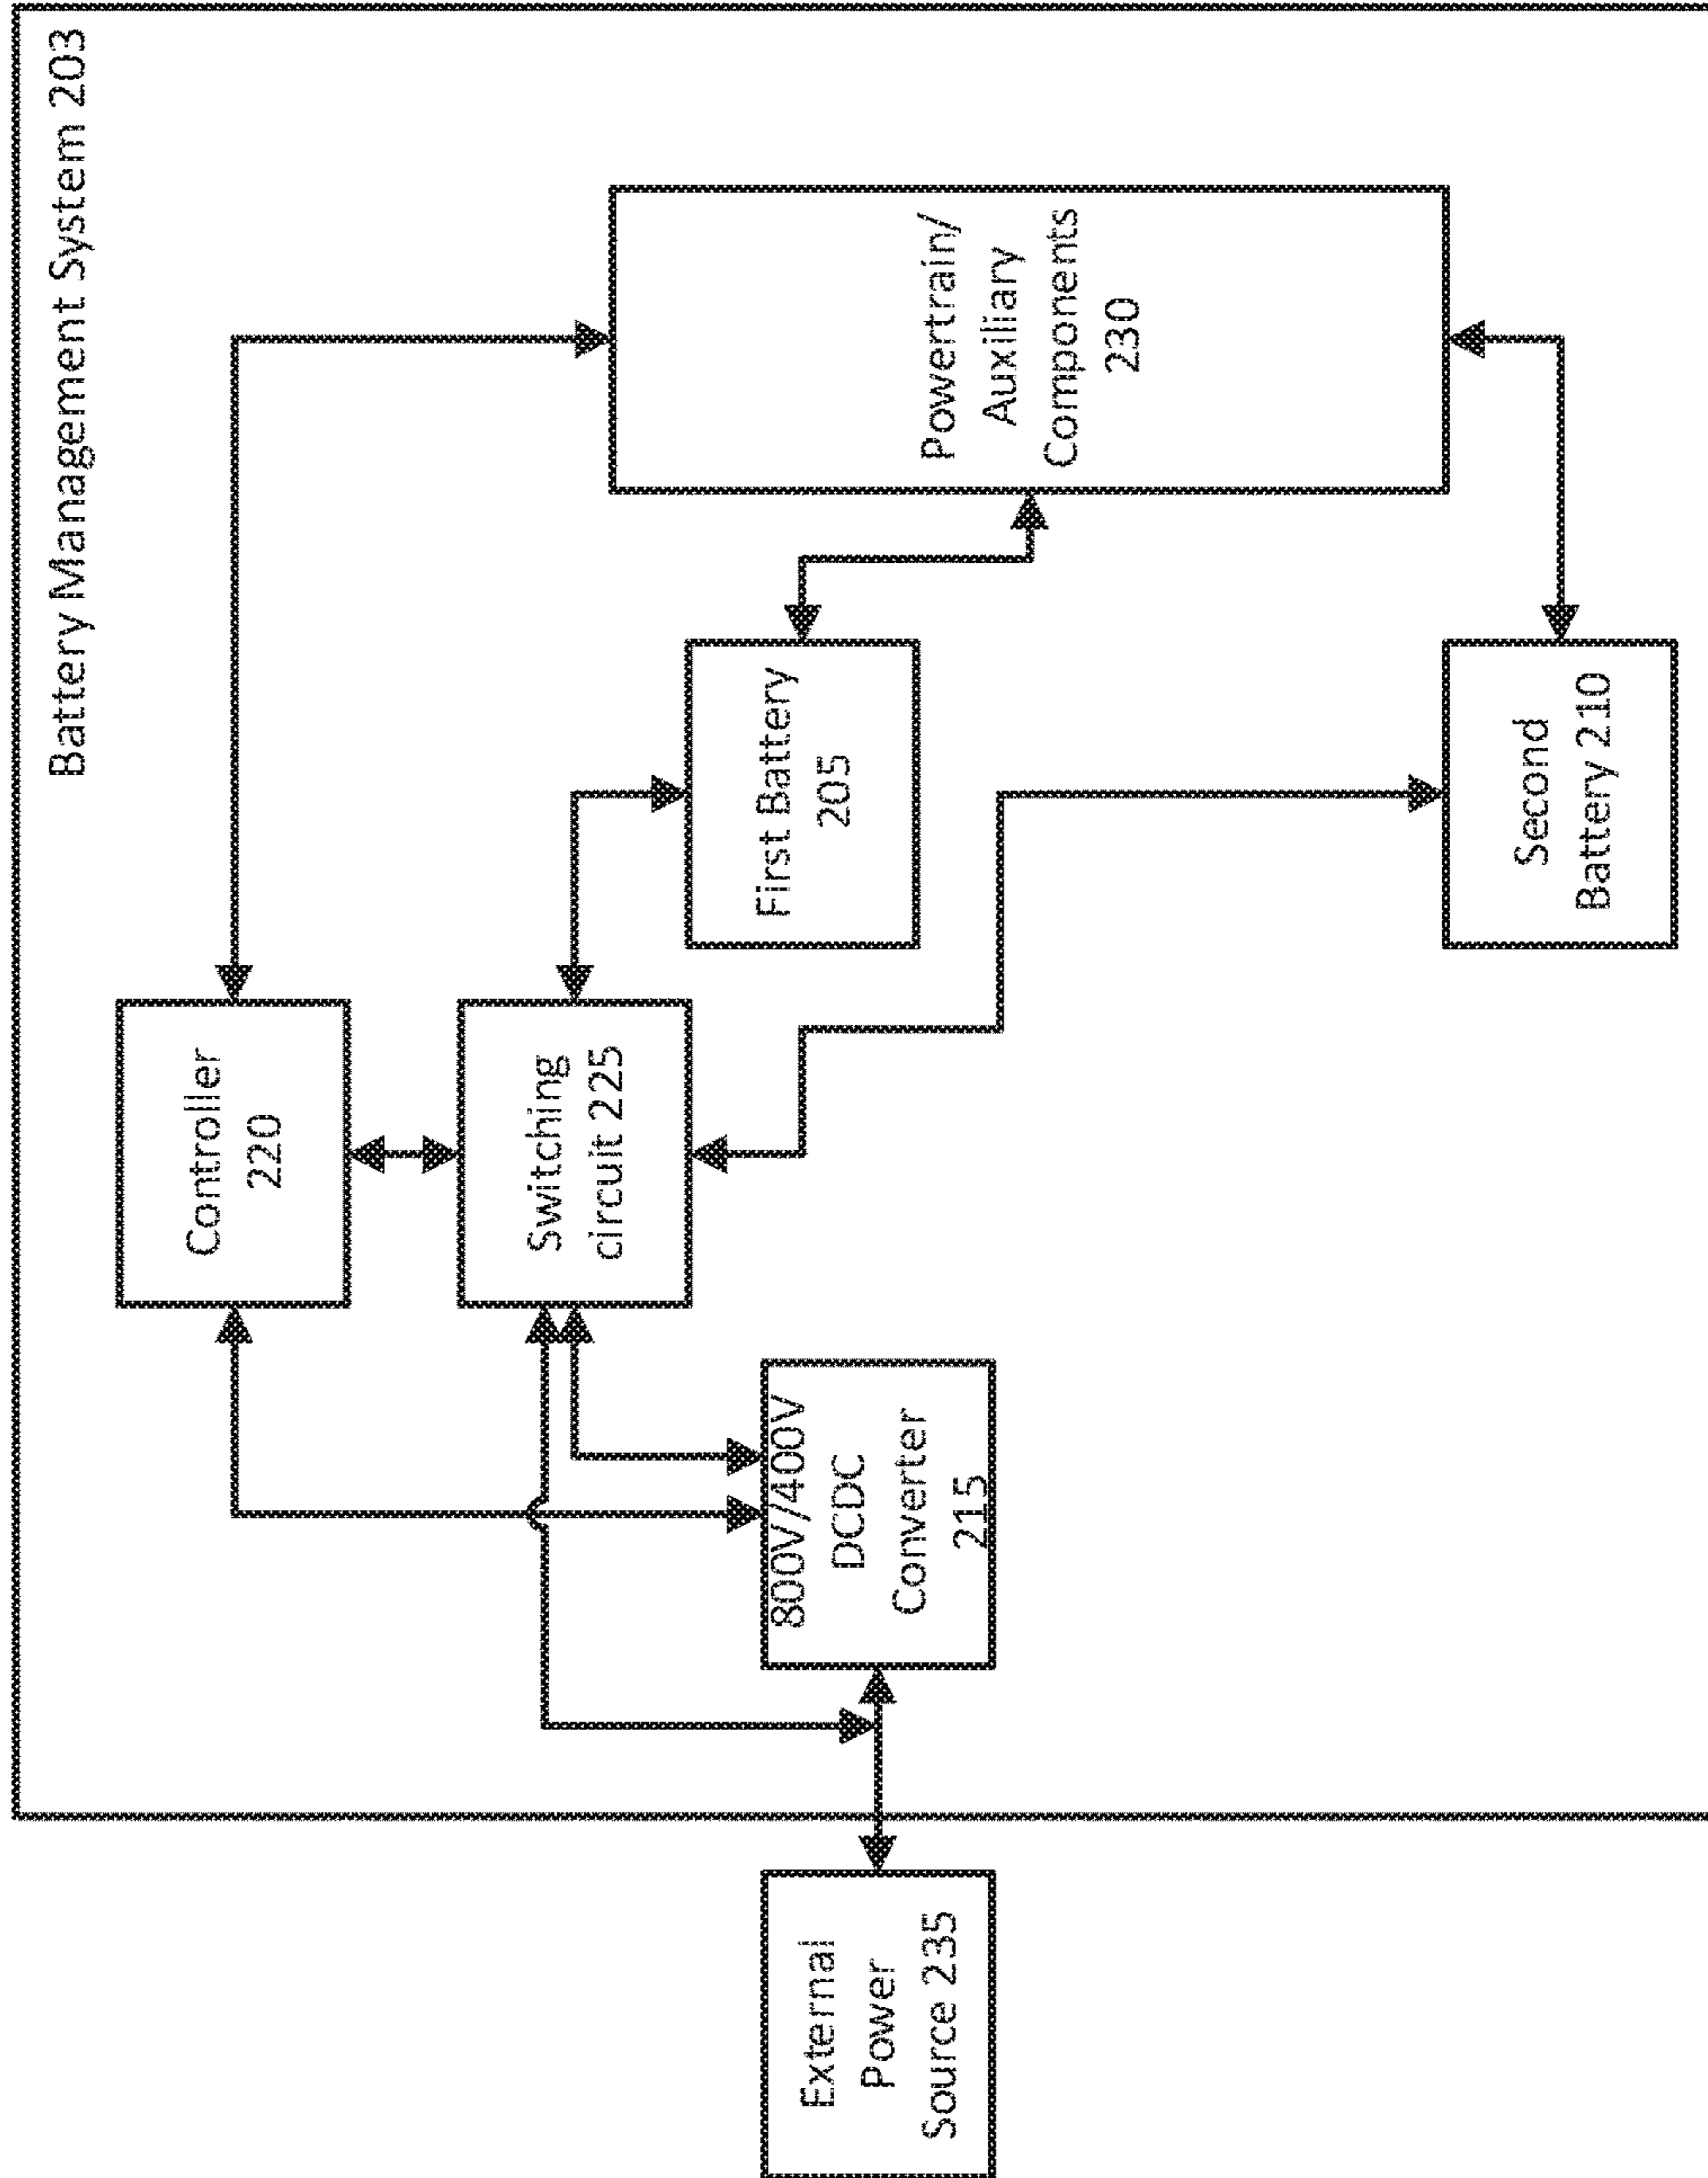 Battery Management System 203
Controller
220
Switching
circuit 225
800V/400V
DCDC
Converter
215
External
Power
Source 235
First Battery
205
Second
Battery 210
Powertrain/
Auxiliary
Components
230